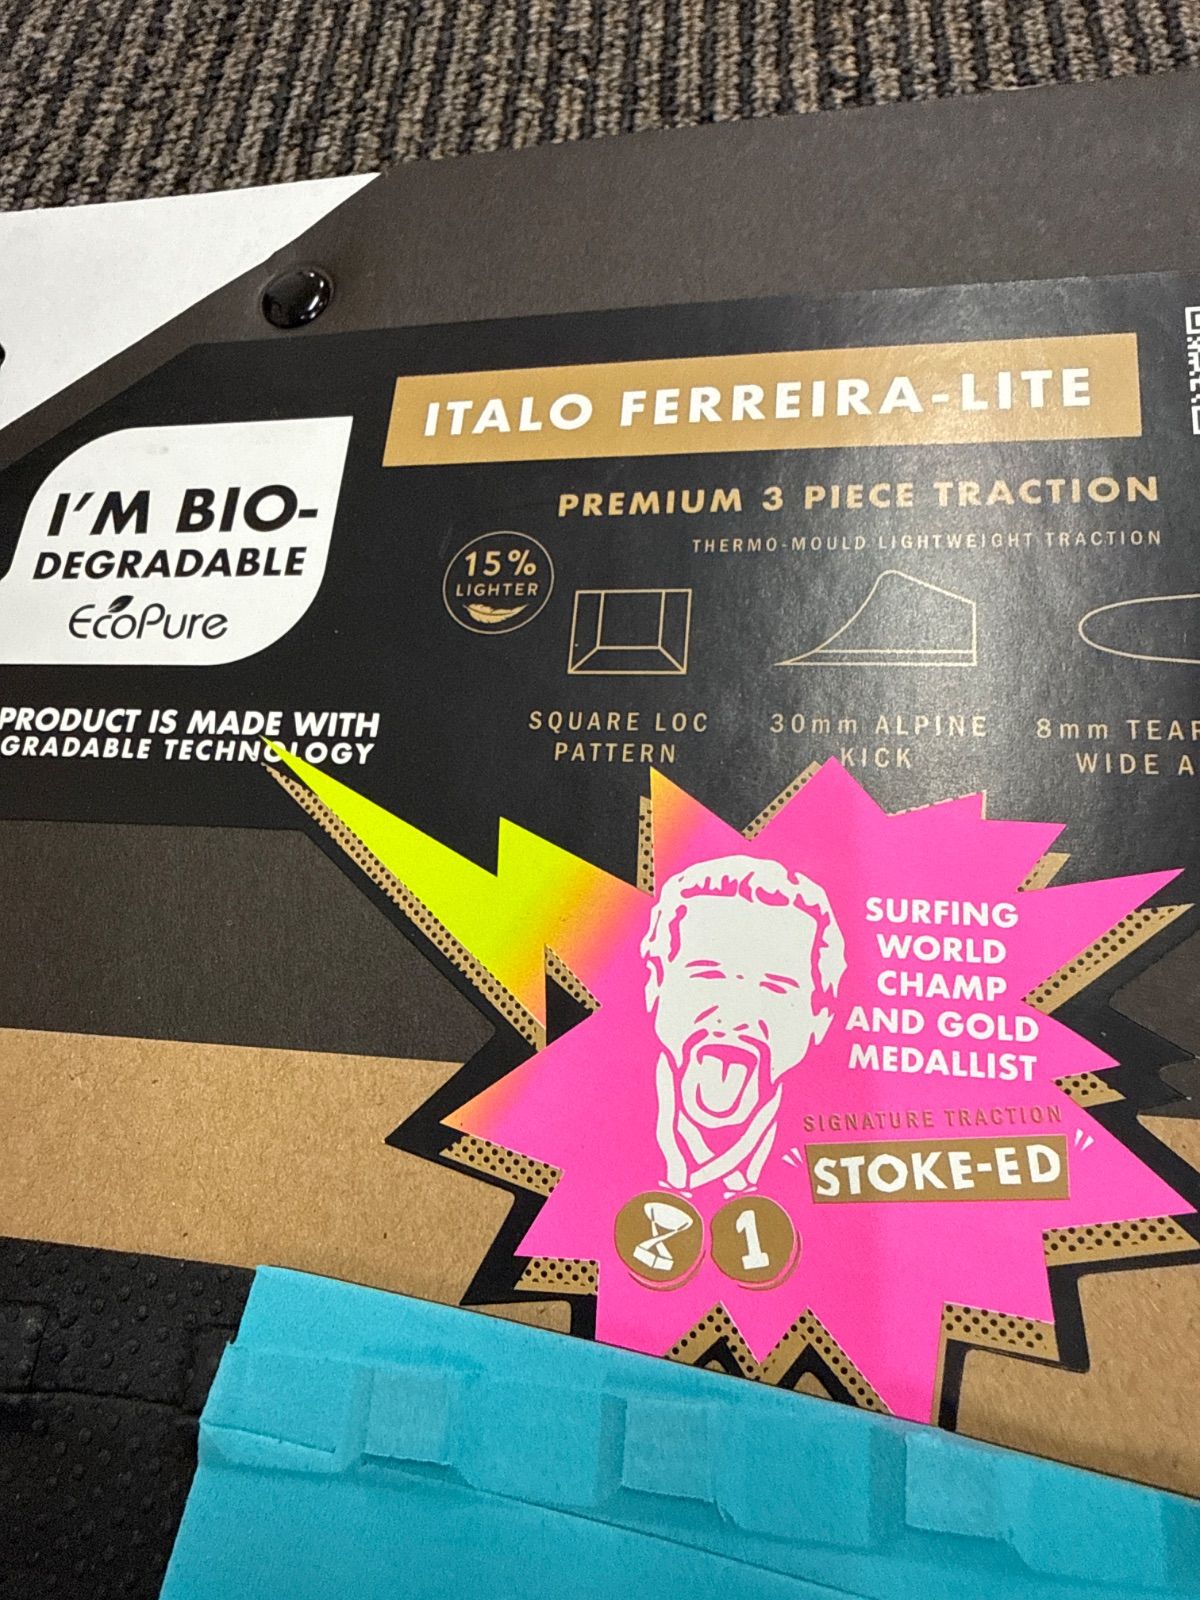 ITALO FERREIRA-LITE
PREMIUM 3 PIECE TRACTION
THERMO-MOULD LIGHTWEIGHT TRACTION
I'M BIO-
DEGRADABLE
EcoPure
PRODUCT IS MADE WITH
GRADABLE TECHNOLOGY
15%
LIGHTER
SQUARE LOC
PATTERN
30mm ALPINE
KICK
8mm TEAR
WIDE A
SURFING
WORLD
CHAMP
AND GOLD
MEDALLIST
SIGNATURE TRACTION
"STOKE-ED"
1